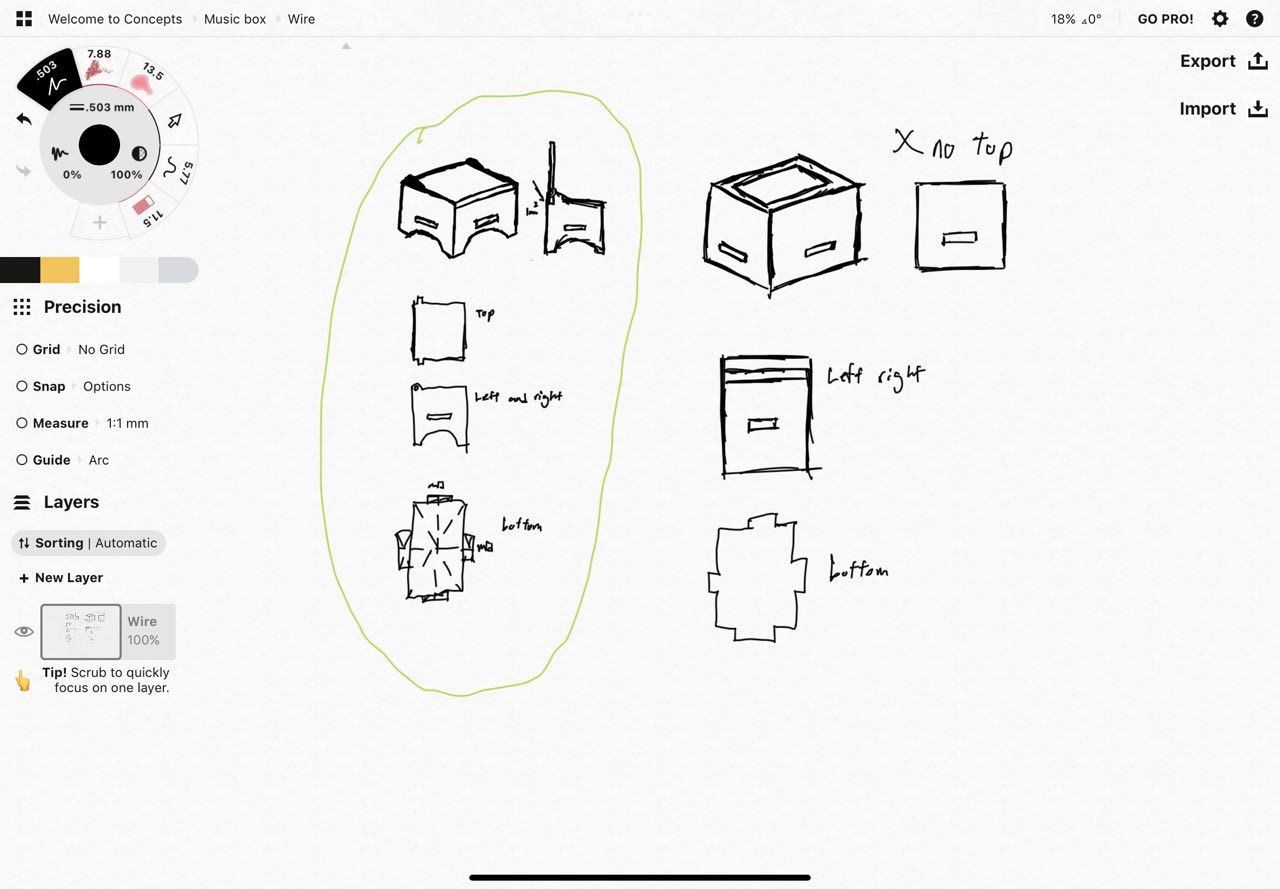 Welcome to Concepts Music box Wire
18% ⊿0° GO PRO!
Export
Import
.503
7.88
13.5
5.77
11.5
.503 mm
0% 100%
Precision
Grid No Grid
Snap Options
Measure 1:1 mm
Guide Arc
Layers
Sorting | Automatic
+ New Layer
Wire
100%
Tip! Scrub to quickly
focus on one layer.
Top
Left and right
bottom
X no top
Left right
bottom